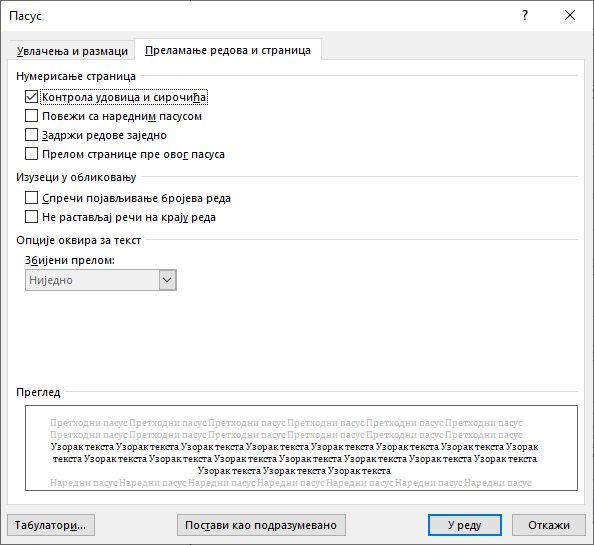 Пасус
?
Увлачења и размаци
Преламање редова и страница
Нумерисање страница
Контрола удовица и сирочића
Повежи са наредним пасусом
Задржи редове заједно
Прелом странице пре овог пасуса
Изузеци у обликовању
Спречи појављивање бројева реда
Не растављај речи на крају реда
Опције оквира за текст
Збијени прелом:
Ниједно
Преглед
Претходни пасус Претходни пасус Претходни пасус Претходни пасус Претходни пасус Претходни пасус
Претходни пасус Претходни пасус Претходни пасус Претходни пасус Претходни пасус Претходни пасус
Узорак текста Узорак текста Узорак текста Узорак текста Узорак текста Узорак текста Узорак текста Узорак
текста Узорак текста Узорак текста Узорак текста Узорак текста Узорак текста Узорак текста Узорак текста
Узорак текста Узорак текста Узорак текста
Наредни пасус Наредни пасус Наредни пасус Наредни пасус Наредни пасус Наредни пасус Наредни пасус
Табулатори...
Постави као подразумевано
У реду
Откажи